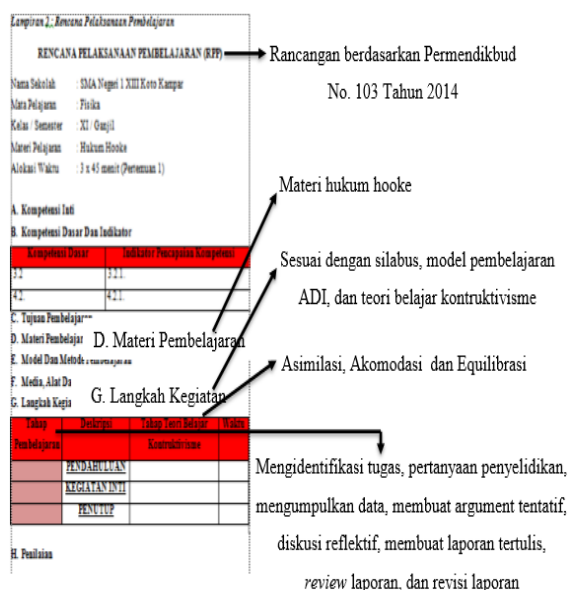 Lampiran 2 : Rencana Pelaksanaan Pembelajaran
RENCANA PELAKSANAAN PEMBELAJARAN (RPP)
Nama Sekolah : SMA Negeri 1 XIII Koto Kampar
Mata Pelajaran : Fisika
Kelas / Semester : XI / Ganjil
Materi Pelajaran : Hukum Hooke
Alokasi Waktu : 3 x 45 menit (Pertemuan 1)
A. Kompetensi Inti
B. Kompetensi Dasar Dan Indikator
Kompetensi Dasar Indikator Pencapaian Kompetensi
3.2 3.2.1.
4.2. 4.2.1.
C. Tujuan Pembelajar
D. Materi Pembelajar
D. Materi Pembelajaran
E. Model Dan Metode Pembelajaran
F. Media, Alat Da
G. Langkah Kegia
G. Langkah Kegiatan
Tahap Pembelajaran Deskripsi Tahap Teori Belajar Kontruktivisme Waktu
PENDAHULUAN
KEGIATAN INTI
PENUTUP
H. Penilaian
Rancangan berdasarkan Permendikbud
No. 103 Tahun 2014
Materi hukum hooke
Sesuai dengan silabus, model pembelajaran
ADI, dan teori belajar kontruktivisme
Asimilasi, Akomodasi dan Equilibrasi
Mengidentifikasi tugas, pertanyaan penyelidikan,
mengumpulkan data, membuat argument tentatif,
diskusi reflektif, membuat laporan tertulis,
review laporan, dan revisi laporan